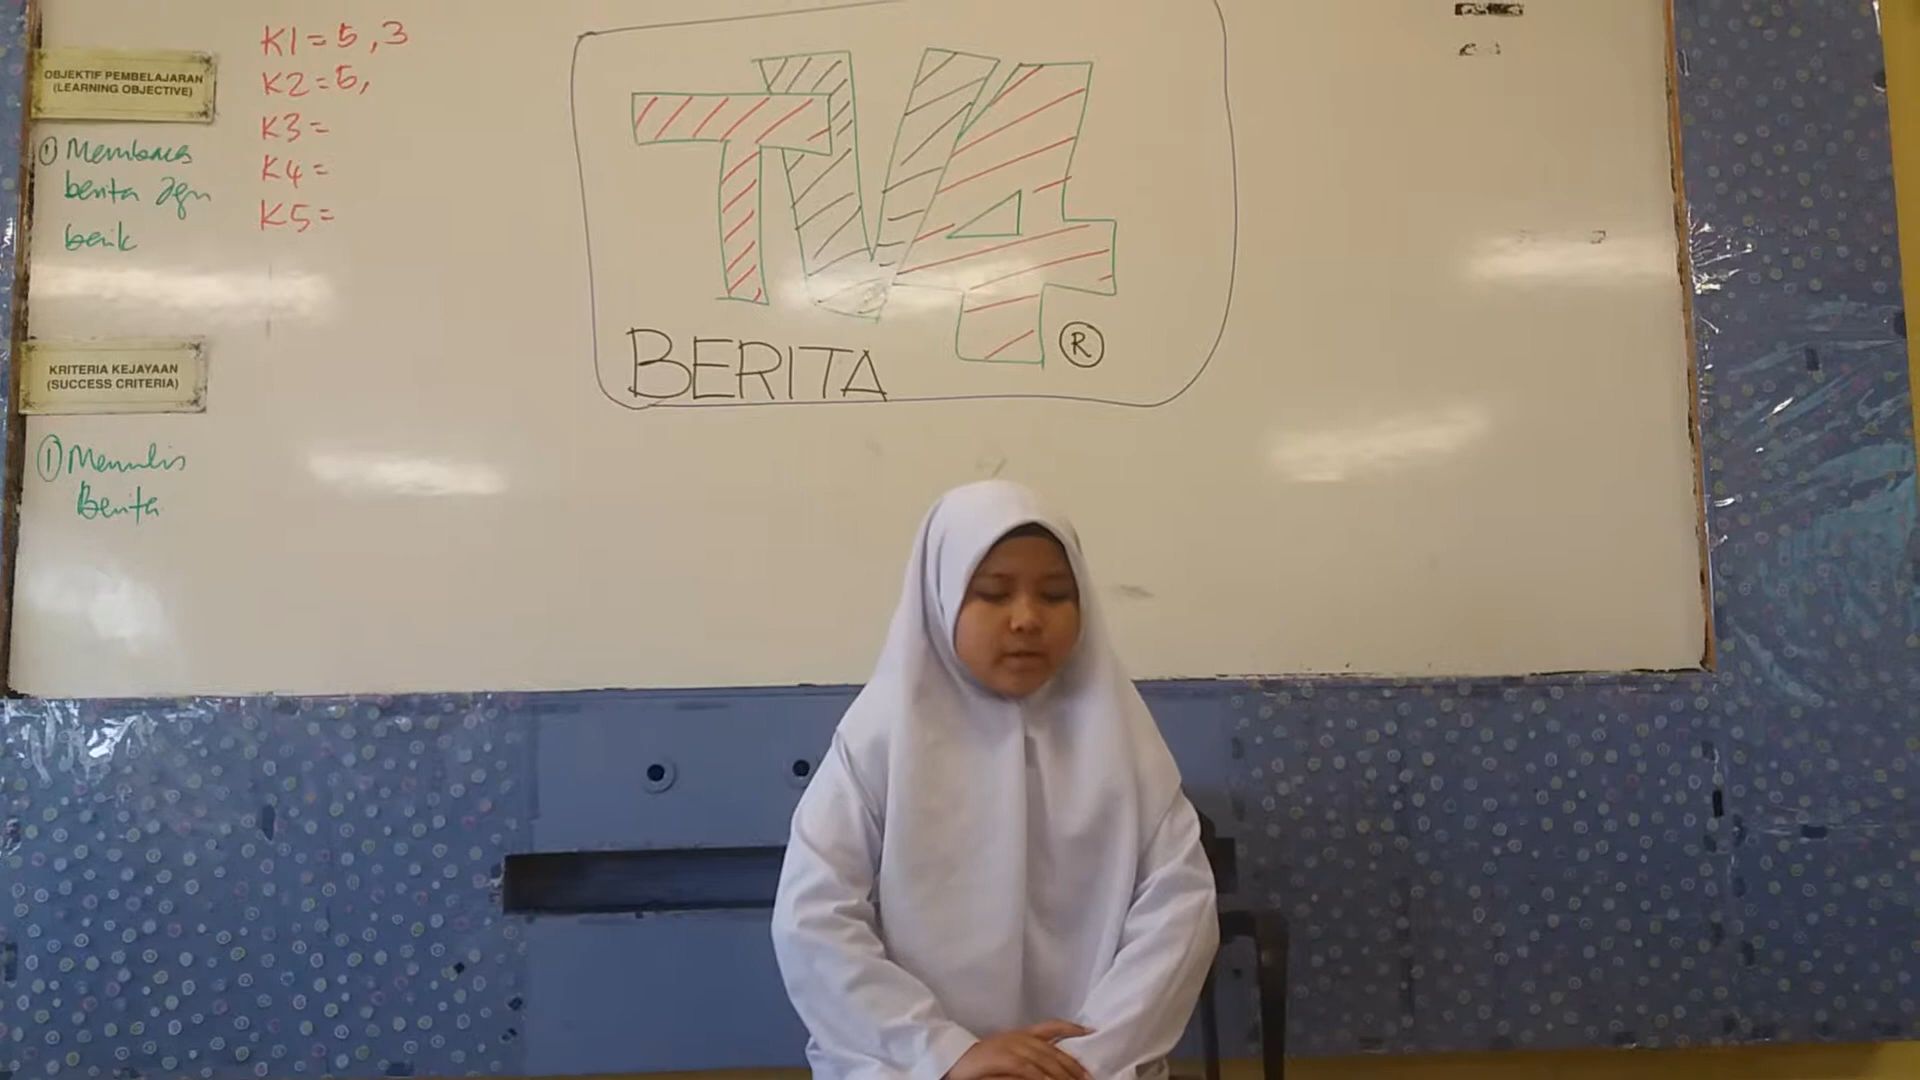 OBJEKTIF PEMBELAJARAN
(LEARNING OBJECTIVE)
① Membaca
berita dgn
baik
KRITERIA KEJAYAAN
(SUCCESS CRITERIA)
① Menulis
Berita
K1 = 5, 3
K2 = 5,
K3 =
K4 =
K5 =
TV4
BERITA ®